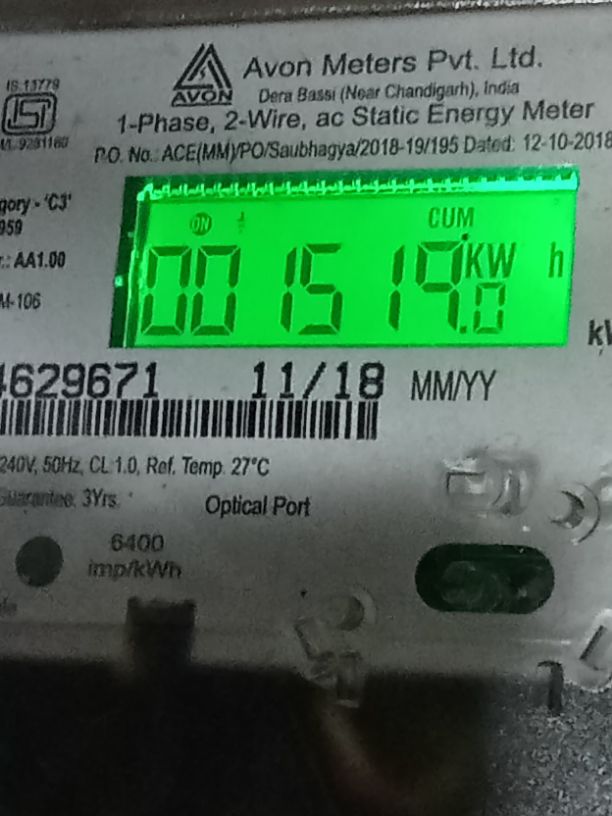 IS 13779
AVON
Avon Meters Pvt. Ltd.
Dera Bassi (Near Chandigarh), India
1-Phase, 2-Wire, ac Static Energy Meter
P.O. No.: ACE(MM)/PO/Saubhagya/2018-19/195 Dated: 12-10-2018
gory - 'C3'
959
.: AA1.00
M-106
ON
CUM
001519.0 KW h
4629671 11/18 MM/YY
240V, 50Hz, CL 1.0, Ref. Temp. 27°C
Guarantee: 3Yrs.
Optical Port
6400
imp/kWh